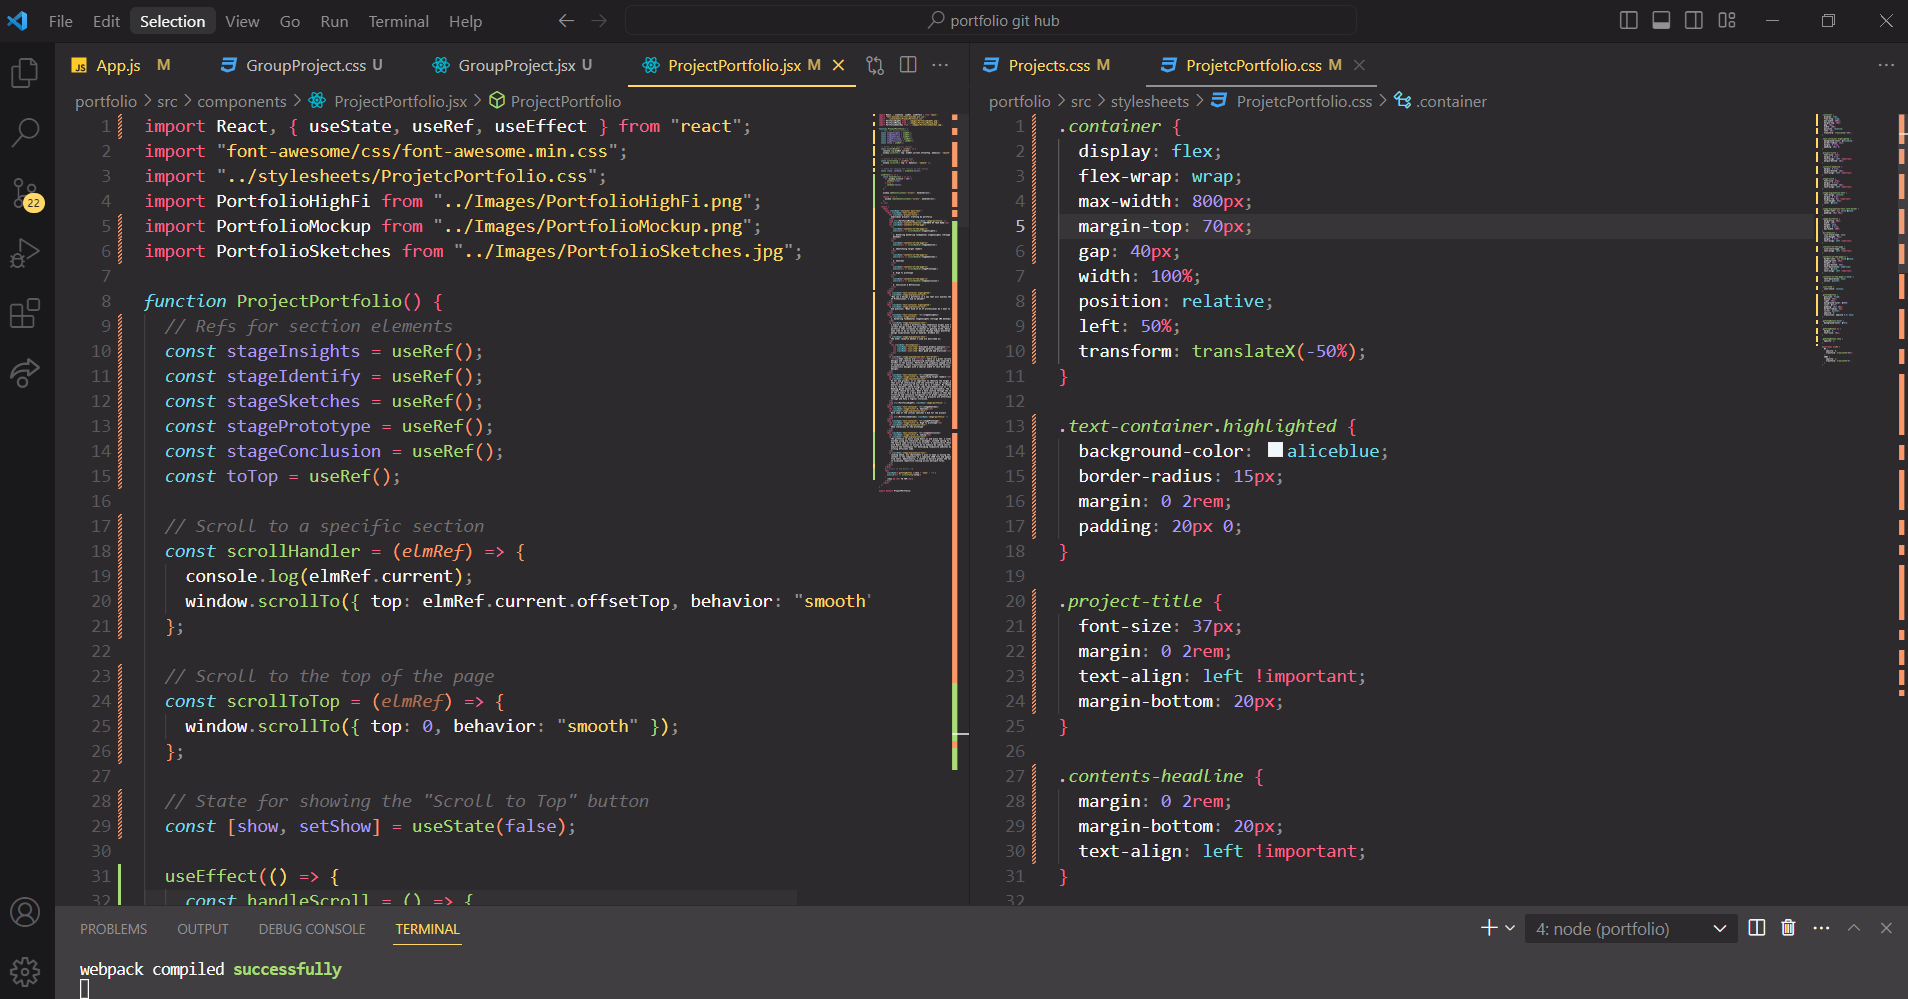 File Edit Selection View Go Run Terminal Help
portfolio git hub
JS App.js M
GroupProject.css U
GroupProject.jsx U
ProjectPortfolio.jsx M
portfolio > src > components > ProjectPortfolio.jsx > ProjectPortfolio
1 import React, { useState, useRef, useEffect } from "react";
2 import "font-awesome/css/font-awesome.min.css";
3 import "../stylesheets/ProjetcPortfolio.css";
4 import PortfolioHighFi from "../Images/PortfolioHighFi.png";
5 import PortfolioMockup from "../Images/PortfolioMockup.png";
6 import PortfolioSketches from "../Images/PortfolioSketches.jpg";
7
8 function ProjectPortfolio() {
9 // Refs for section elements
10 const stageInsights = useRef();
11 const stageIdentify = useRef();
12 const stageSketches = useRef();
13 const stagePrototype = useRef();
14 const stageConclusion = useRef();
15 const toTop = useRef();
16
17 // Scroll to a specific section
18 const scrollHandler = (elmRef) => {
19 console.log(elmRef.current);
20 window.scrollTo({ top: elmRef.current.offsetTop, behavior: "smooth"
21 };
22
23 // Scroll to the top of the page
24 const scrollToTop = (elmRef) => {
25 window.scrollTo({ top: 0, behavior: "smooth" });
26 };
27
28 // State for showing the "Scroll to Top" button
29 const [show, setShow] = useState(false);
30
31 useEffect(() => {
32 const handleScroll = () => {
Projects.css M
ProjetcPortfolio.css M
portfolio > src > stylesheets > ProjetcPortfolio.css > .container
1 .container {
2 display: flex;
3 flex-wrap: wrap;
4 max-width: 800px;
5 margin-top: 70px;
6 gap: 40px;
7 width: 100%;
8 position: relative;
9 left: 50%;
10 transform: translateX(-50%);
11 }
12
13 .text-container.highlighted {
14 background-color: aliceblue;
15 border-radius: 15px;
16 margin: 0 2rem;
17 padding: 20px 0;
18 }
19
20 .project-title {
21 font-size: 37px;
22 margin: 0 2rem;
23 text-align: left !important;
24 margin-bottom: 20px;
25 }
26
27 .contents-headline {
28 margin: 0 2rem;
29 margin-bottom: 20px;
30 text-align: left !important;
31 }
32
22
PROBLEMS OUTPUT DEBUG CONSOLE TERMINAL
4: node (portfolio)
webpack compiled successfully